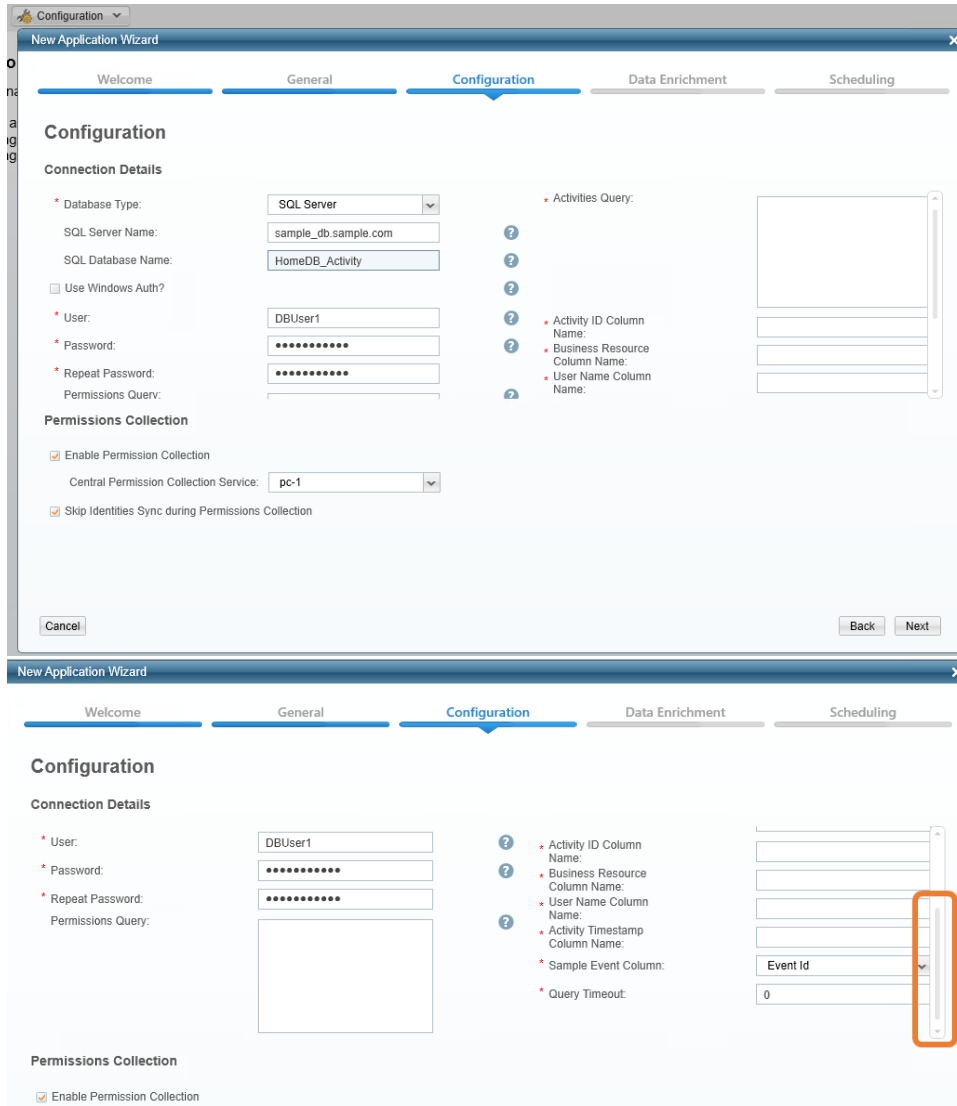 Configuration
New Application Wizard
Welcome
General
Configuration
Data Enrichment
Scheduling
Configuration
Connection Details
* Database Type:
SQL Server
SQL Server Name:
sample_db.sample.com
?
SQL Database Name:
HomeDB_Activity
?
Use Windows Auth?
?
* User:
DBUser1
?
* Password:
●●●●●●●●●●●
?
* Repeat Password:
●●●●●●●●●●●
Permissions Query:
?
* Activities Query:
* Activity ID Column
Name:
* Business Resource
Column Name:
* User Name Column
Name:
Permissions Collection
Enable Permission Collection
Central Permission Collection Service:
pc-1
Skip Identities Sync during Permissions Collection
Cancel
Back
Next
New Application Wizard
Welcome
General
Configuration
Data Enrichment
Scheduling
Configuration
Connection Details
* User:
DBUser1
?
* Password:
●●●●●●●●●●●
?
* Repeat Password:
●●●●●●●●●●●
Permissions Query:
?
* Activity ID Column
Name:
* Business Resource
Column Name:
* User Name Column
Name:
* Activity Timestamp
Column Name:
* Sample Event Column:
Event Id
* Query Timeout:
0
Permissions Collection
Enable Permission Collection